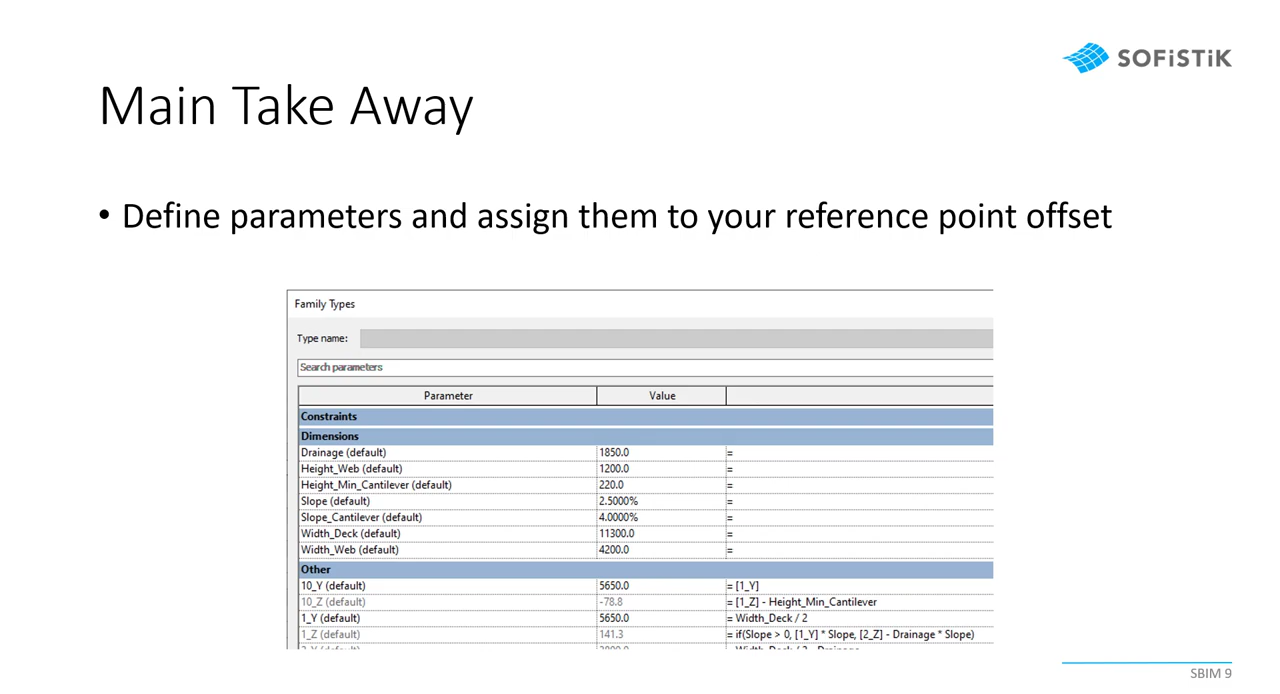 SOFiSTiK
Main Take Away
• Define parameters and assign them to your reference point offset
Family Types
Type name:
Search parameters
Parameter Value
Constraints
Dimensions
Drainage (default) 1850.0 =
Height_Web (default) 1200.0 =
Height_Min_Cantilever (default) 220.0 =
Slope (default) 2.5000% =
Slope_Cantilever (default) 4.0000% =
Width_Deck (default) 11300.0 =
Width_Web (default) 4200.0 =
Other
10_Y (default) 5650.0 = [1_Y]
10_Z (default) -78.8 = [1_Z] - Height_Min_Cantilever
1_Y (default) 5650.0 = Width_Deck / 2
1_Z (default) 141.3 = if(Slope > 0, [1_Y] * Slope, [2_Z] - Drainage * Slope)
SBIM 9